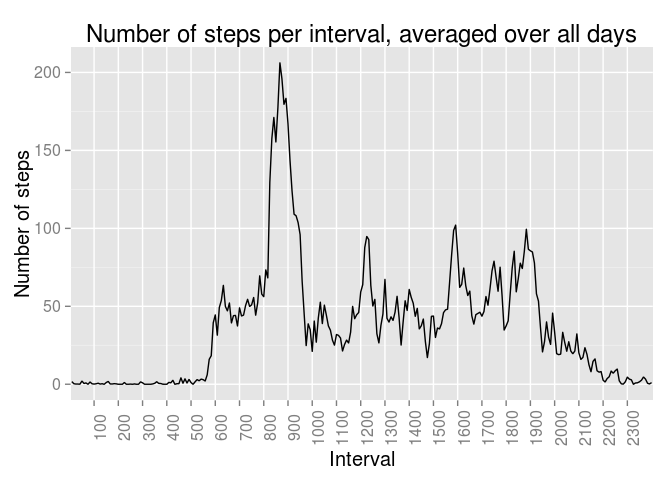 Number of steps per interval, averaged over all days
200
150
100
50
0
Number of steps
100 200 300 400 500 600 700 800 900 1000 1100 1200 1300 1400 1500 1600 1700 1800 1900 2000 2100 2200 2300
Interval